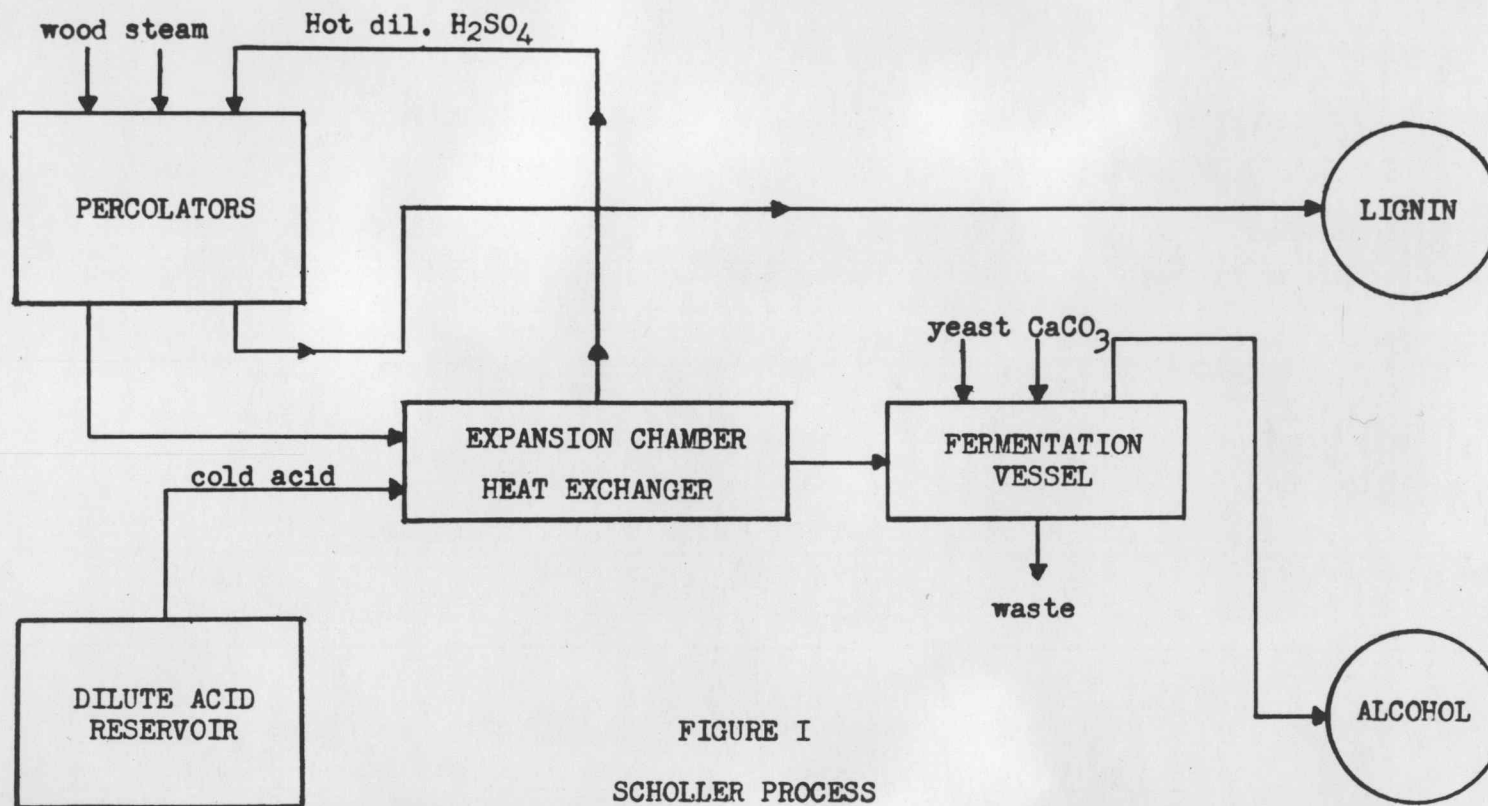 wood steam
Hot dil. H₂SO₄
PERCOLATORS
LIGNIN
yeast CaCO₃
EXPANSION CHAMBER
HEAT EXCHANGER
FERMENTATION
VESSEL
cold acid
waste
DILUTE ACID
RESERVOIR
ALCOHOL
FIGURE I
SCHOLLER PROCESS